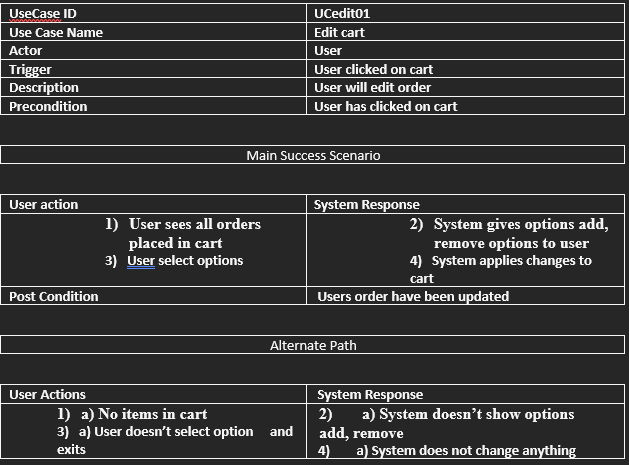 UseCase ID UCedit01
Use Case Name Edit cart
Actor User
Trigger User clicked on cart
Description User will edit order
Precondition User has clicked on cart
Main Success Scenario
User action System Response
1) User sees all orders
placed in cart
3) User select options
2) System gives options add,
remove options to user
4) System applies changes to
cart
Post Condition Users order have been updated
Alternate Path
User Actions System Response
1) a) No items in cart
3) a) User doesn't select option and
exits
2) a) System doesn't show options
add, remove
4) a) System does not change anything